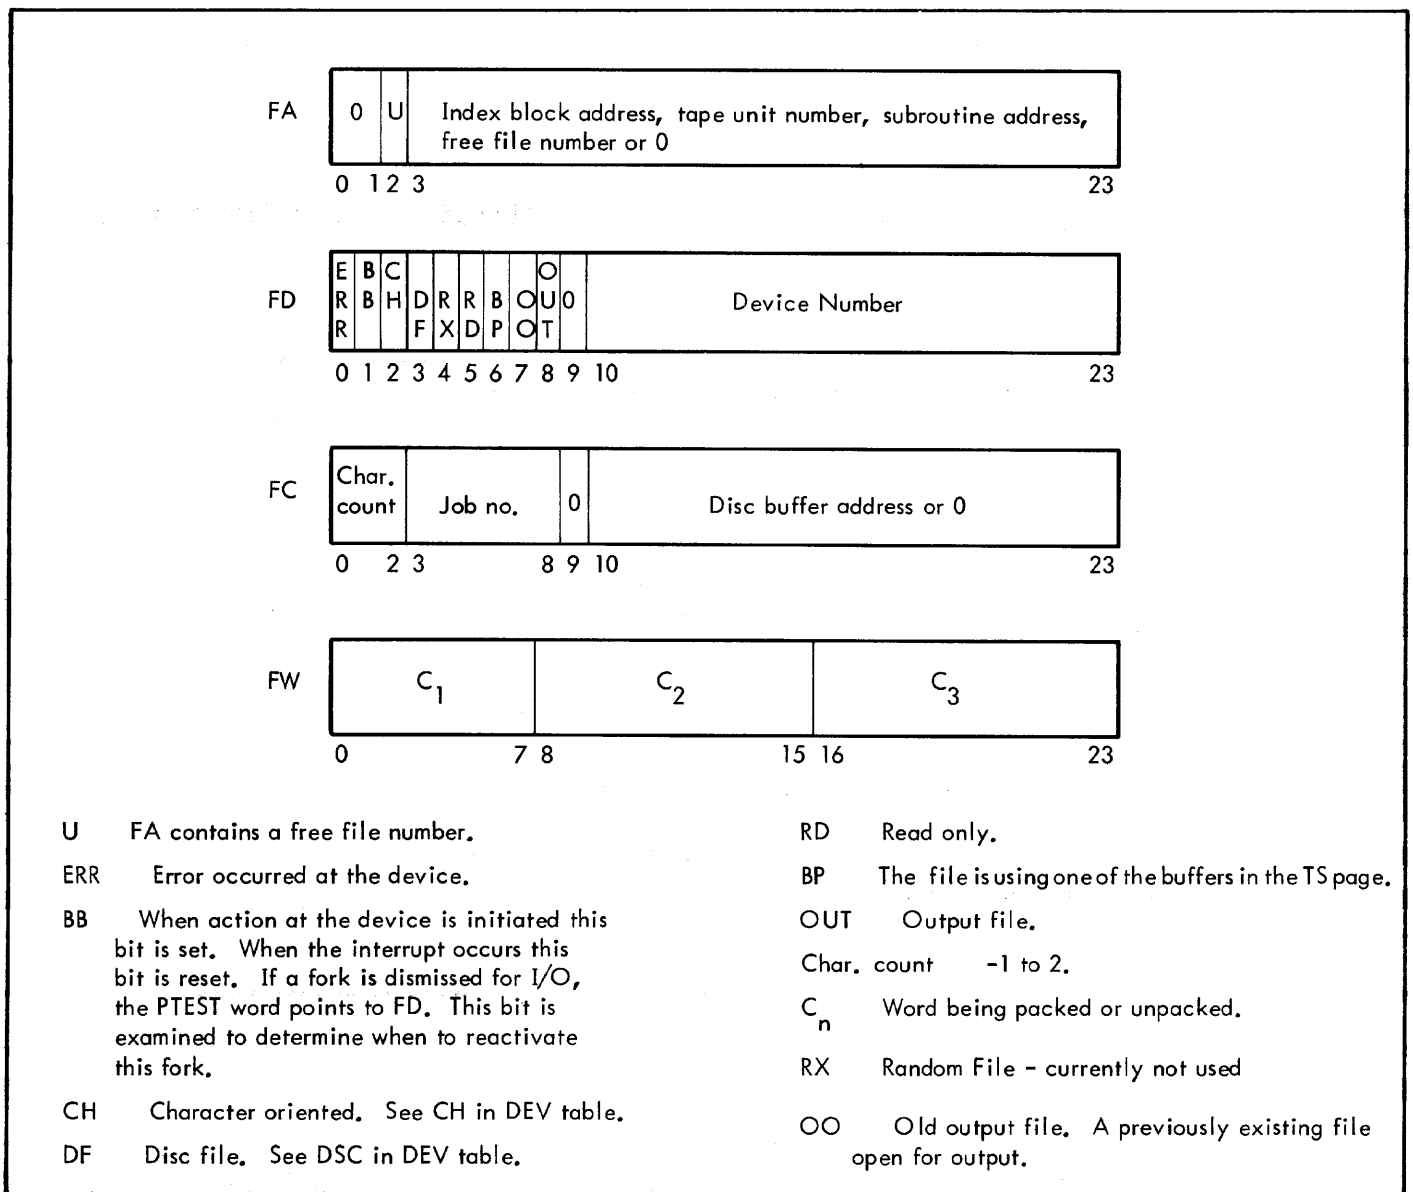 FA 0 U Index block address, tape unit number, subroutine address,
free file number or 0
0 1 2 3 23
FD ERR BB CH DF RX RD BP OO OUT 0 Device Number
0 1 2 3 4 5 6 7 8 9 10 23
FC Char.
count Job no. 0 Disc buffer address or 0
0 2 3 8 9 10 23
FW C1 C2 C3
0 7 8 15 16 23
U FA contains a free file number.
ERR Error occurred at the device.
BB When action at the device is initiated this
bit is set. When the interrupt occurs this
bit is reset. If a fork is dismissed for I/O,
the PTEST word points to FD. This bit is
examined to determine when to reactivate
this fork.
CH Character oriented. See CH in DEV table.
DF Disc file. See DSC in DEV table.
RD Read only.
BP The file is using one of the buffers in the TS page.
OUT Output file.
Char. count -1 to 2.
Cn Word being packed or unpacked.
RX Random File - currently not used
OO Old output file. A previously existing file
open for output.